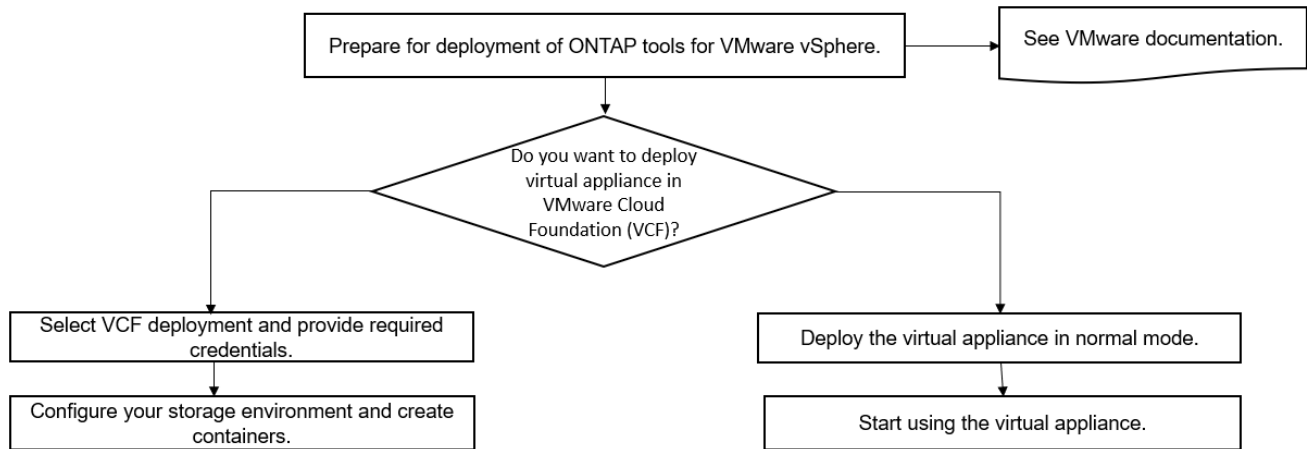 Prepare for deployment of ONTAP tools for VMware vSphere.
See VMware documentation.
Do you want to deploy
virtual appliance in
VMware Cloud
Foundation (VCF)?
Select VCF deployment and provide required
credentials.
Configure your storage environment and create
containers.
Deploy the virtual appliance in normal mode.
Start using the virtual appliance.